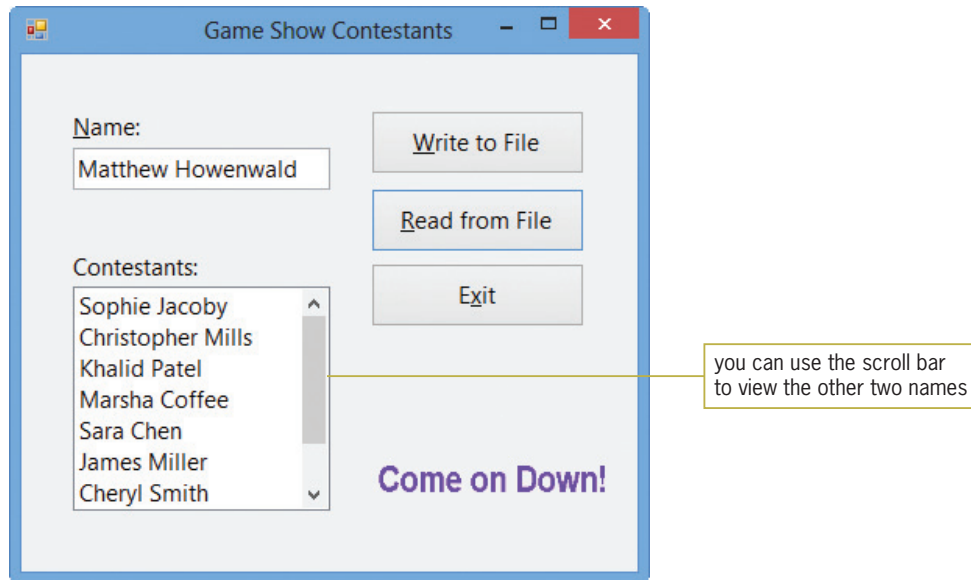 Game Show Contestants
Name:
Matthew Howenwald
Write to File
Read from File
Contestants:
Exit
Sophie Jacoby
Christopher Mills
Khalid Patel
Marsha Coffee
Sara Chen
James Miller
Cheryl Smith
you can use the scroll bar
to view the other two names
Come on Down!